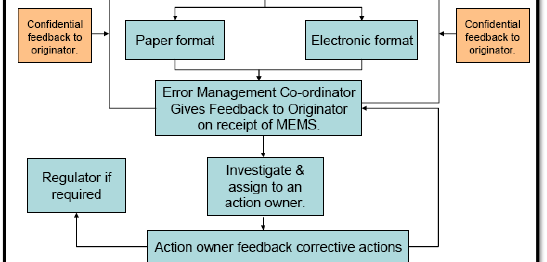 Confidential
feedback to
originator.
Paper format
Electronic format
Confidential
feedback to
originator.
Error Management Co-ordinator
Gives Feedback to Originator
on receipt of MEMS.
Investigate &
assign to an
action owner.
Regulator if
required
Action owner feedback corrective actions